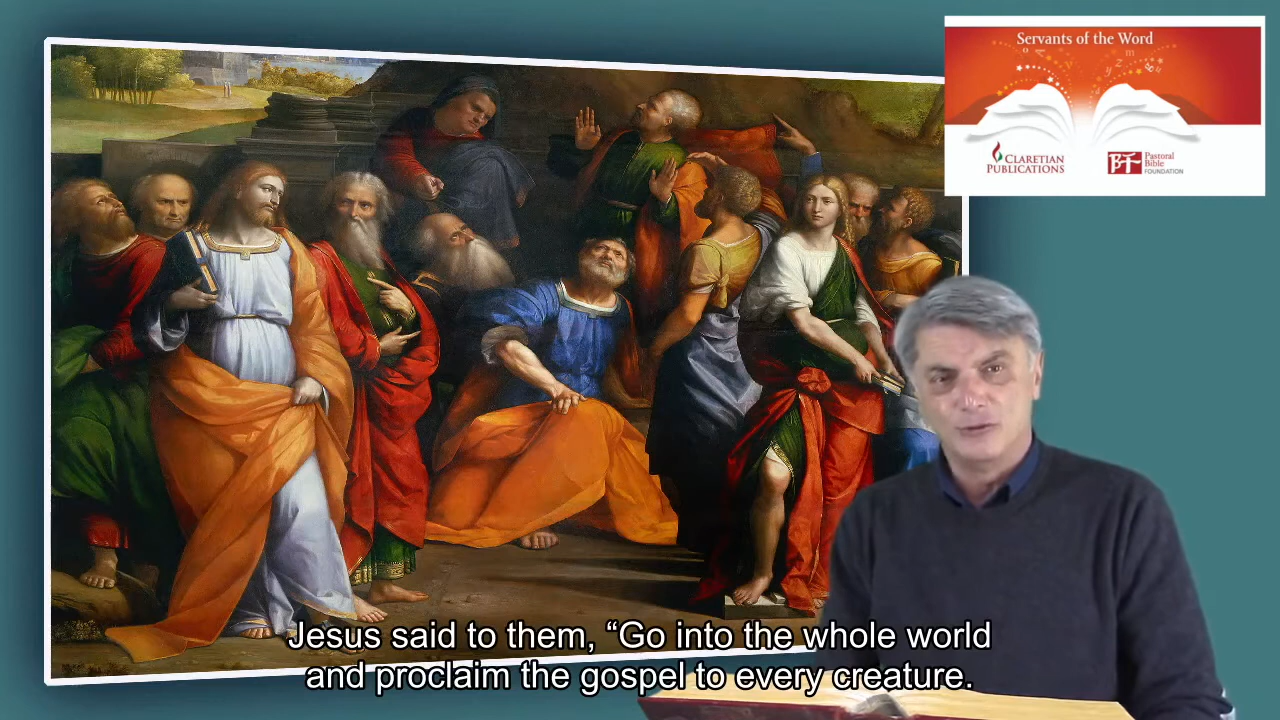 Servants of the Word
CLARETIAN
PUBLICATIONS
Pastoral
Bible
FOUNDATION
Jesus said to them, “Go into the whole world
and proclaim the gospel to every creature.